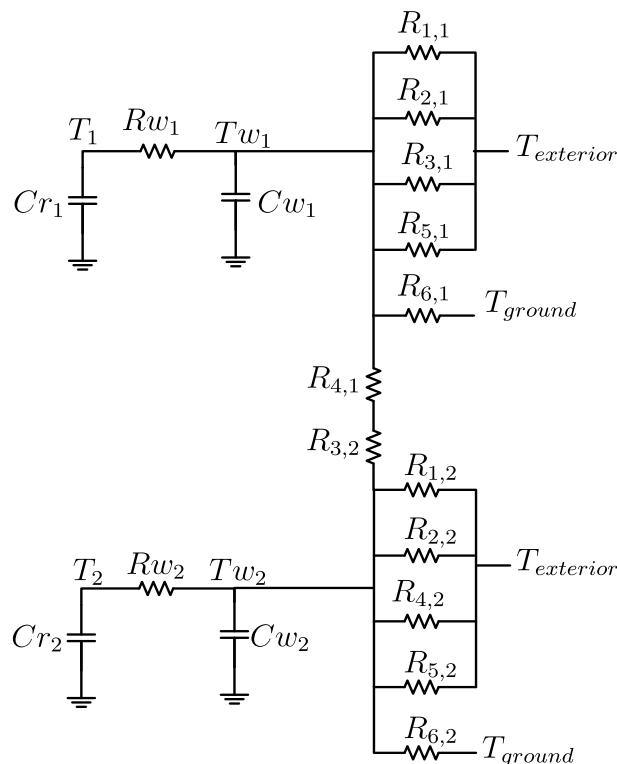 R1,1
R2,1
T1 Rw1 Tw1 Texterior
R3,1
Cr1 Cw1
R5,1
R6,1 Tground
R4,1
R3,2
R1,2
R2,2
T2 Rw2 Tw2 Texterior
R4,2
Cr2 Cw2
R5,2
R6,2 Tground